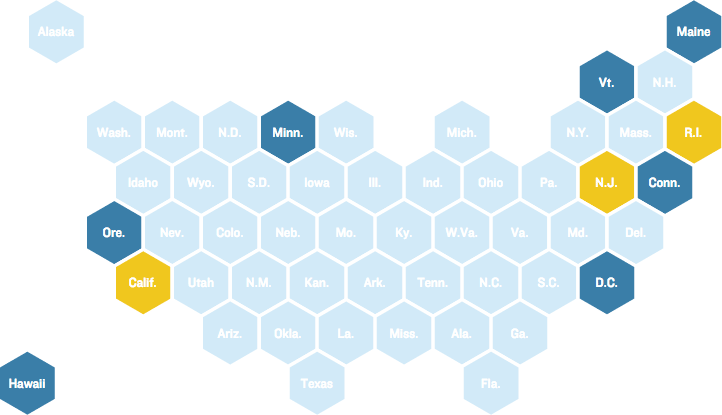 Alaska
Maine
Vt.
N.H.
Wash.
Mont.
N.D.
Minn.
Wis.
Mich.
N.Y.
Mass.
R.I.
Idaho
Wyo.
S.D.
Iowa
Ill.
Ind.
Ohio
Pa.
N.J.
Conn.
Ore.
Nev.
Colo.
Neb.
Mo.
Ky.
W.Va.
Va.
Md.
Del.
Calif.
Utah
N.M.
Kan.
Ark.
Tenn.
N.C.
S.C.
D.C.
Ariz.
Okla.
La.
Miss.
Ala.
Ga.
Hawaii
Texas
Fla.